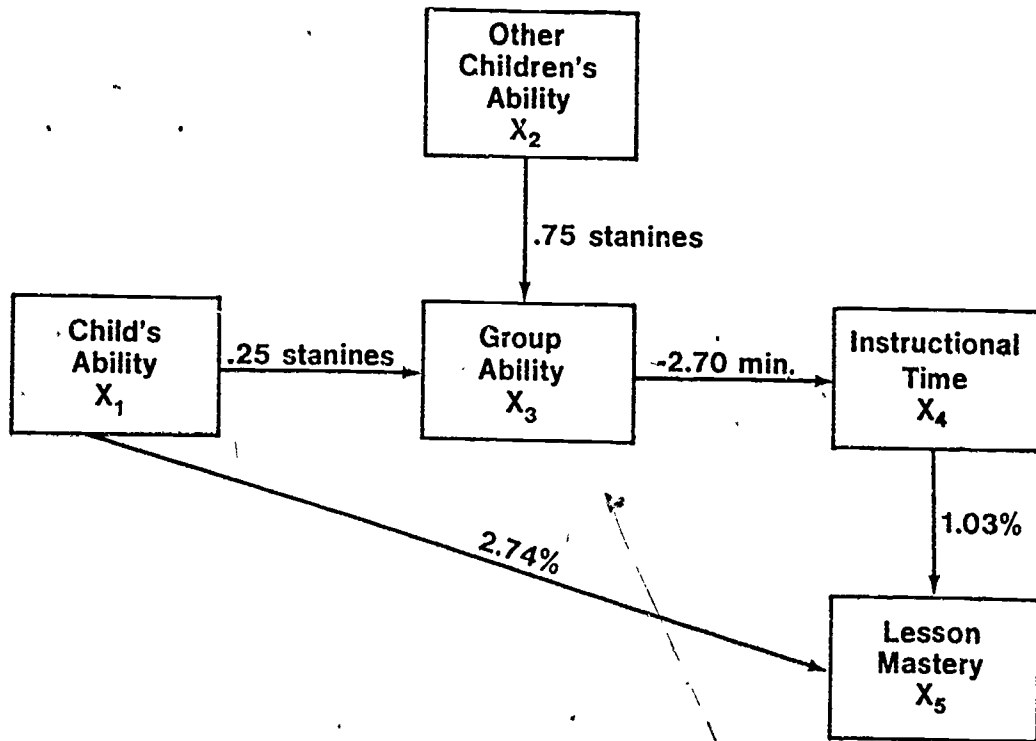 Other
Children's
Ability
X₂
.75 stanines
Child's
Ability
X₁
.25 stanines
Group
Ability
X₃
-2.70 min.
Instructional
Time
X₄
2.74%
1.03%
Lesson
Mastery
X₅